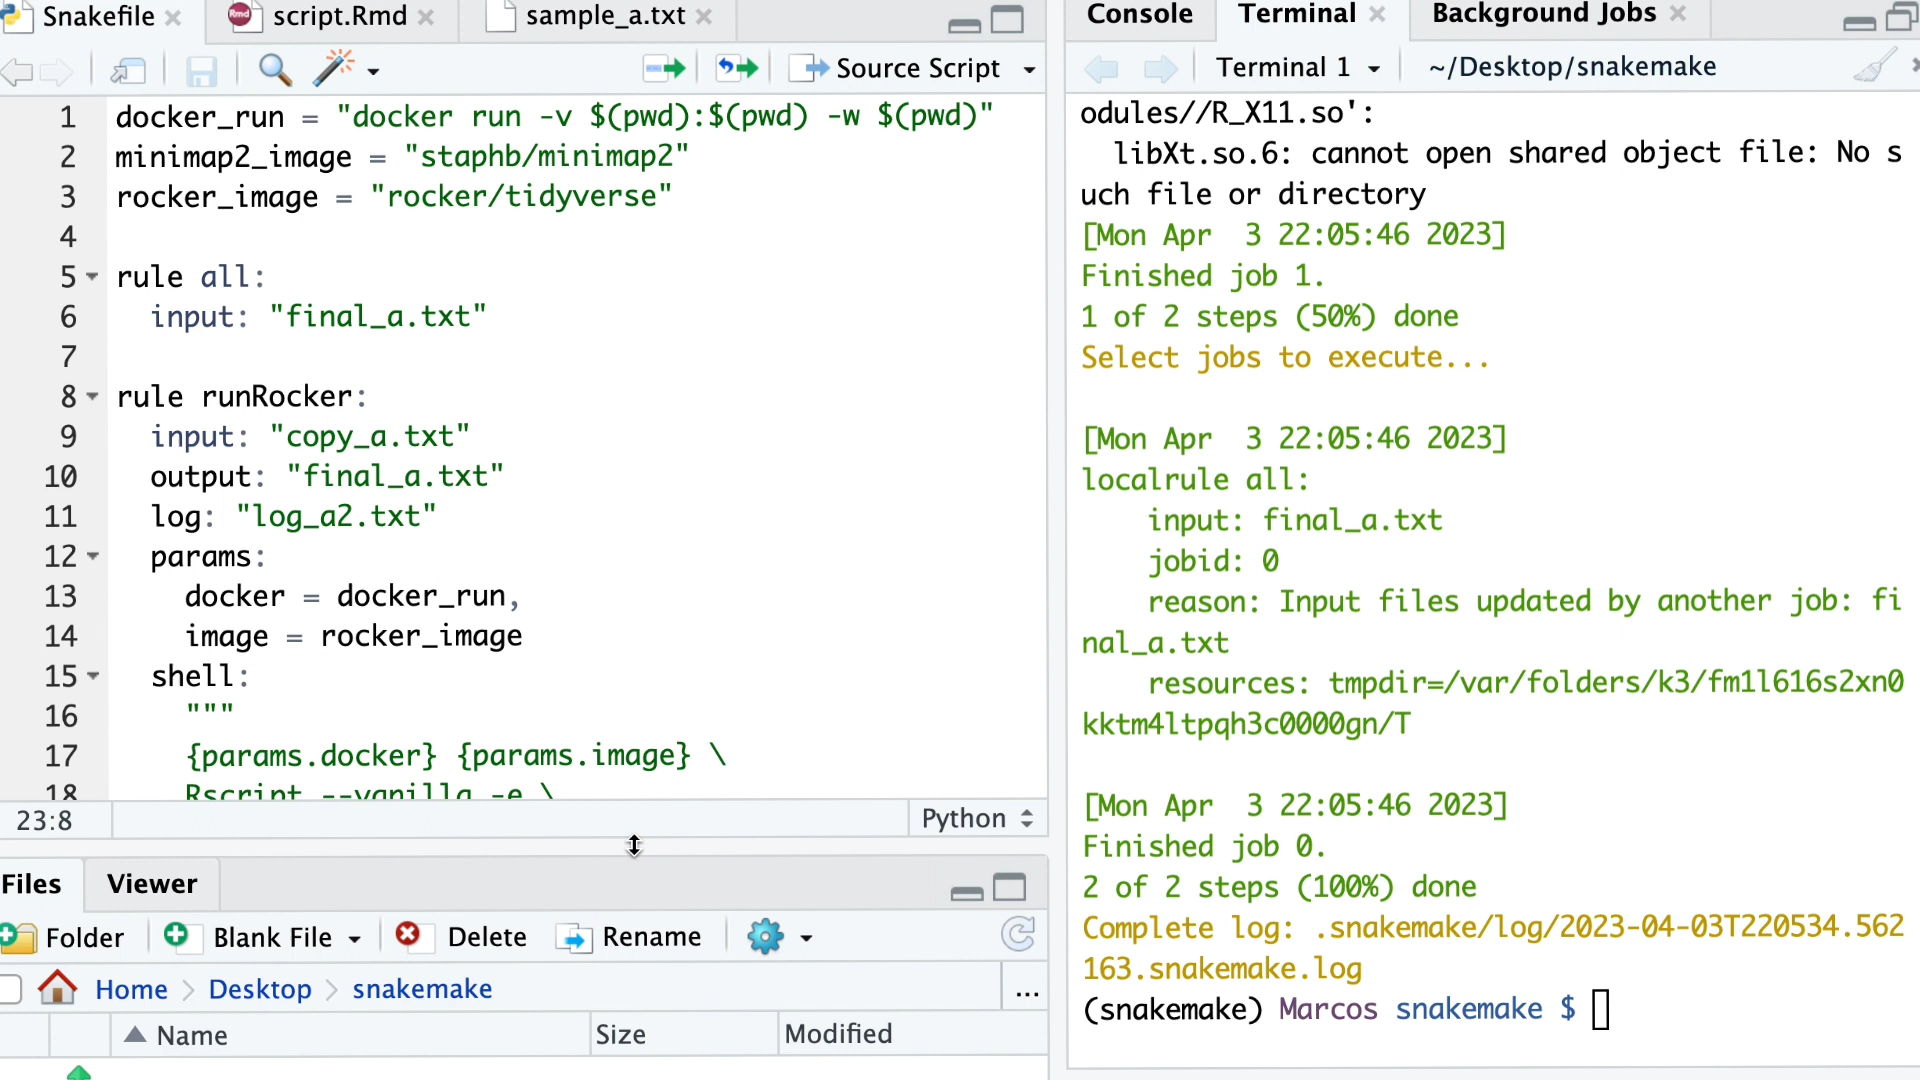 Snakefile
script.Rmd
sample_a.txt
Source Script
1 docker_run = "docker run -v $(pwd):$(pwd) -w $(pwd)"
2 minimap2_image = "staphb/minimap2"
3 rocker_image = "rocker/tidyverse"
4
5 rule all:
6 input: "final_a.txt"
7
8 rule runRocker:
9 input: "copy_a.txt"
10 output: "final_a.txt"
11 log: "log_a2.txt"
12 params:
13 docker = docker_run,
14 image = rocker_image
15 shell:
16 """
17 {params.docker} {params.image} \
18 Rscript --vanilla -e \
23:8
Python
Files
Viewer
Folder
Blank File
Delete
Rename
Home
Desktop
snakemake
...
Name
Size
Modified
Console
Terminal
Background Jobs
Terminal 1
~/Desktop/snakemake
odules//R_X11.so':
libXt.so.6: cannot open shared object file: No s
uch file or directory
[Mon Apr  3 22:05:46 2023]
Finished job 1.
1 of 2 steps (50%) done
Select jobs to execute...
[Mon Apr  3 22:05:46 2023]
localrule all:
input: final_a.txt
jobid: 0
reason: Input files updated by another job: fi
nal_a.txt
resources: tmpdir=/var/folders/k3/fm1l616s2xn0
kktm4ltpqh3c0000gn/T
[Mon Apr  3 22:05:46 2023]
Finished job 0.
2 of 2 steps (100%) done
Complete log: .snakemake/log/2023-04-03T220534.562
163.snakemake.log
(snakemake) Marcos snakemake $